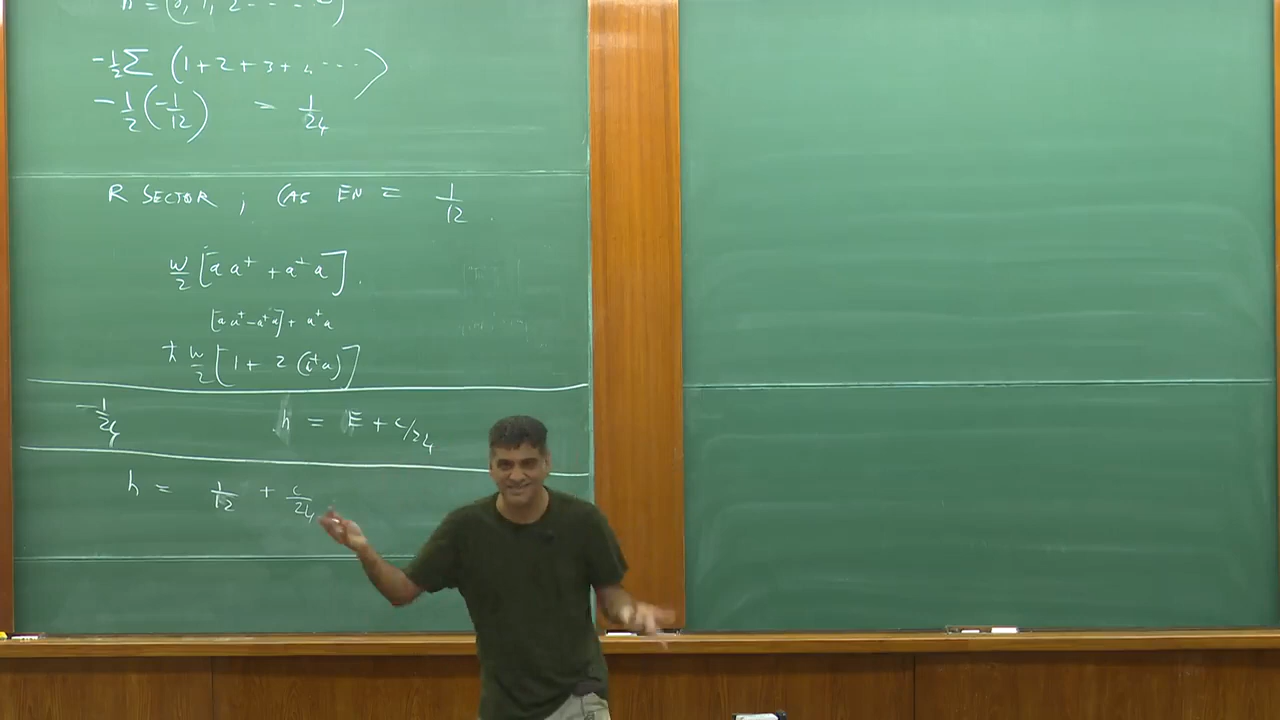 h = (0, 1, 2 - - - -
-1/2 Σ (1 + 2 + 3 + 4 ...)
-1/2 (-1/12) = 1/24
R SECTOR ; CAS EN = 1/12 .
w/2 [a a⁺ + a⁺ a] .
[a a⁺ - a⁺ a] + a⁺ a
ħ w/2 [1 + 2 (a⁺ a)]
-1/24 h = E + c/24
h = 1/12 + c/24